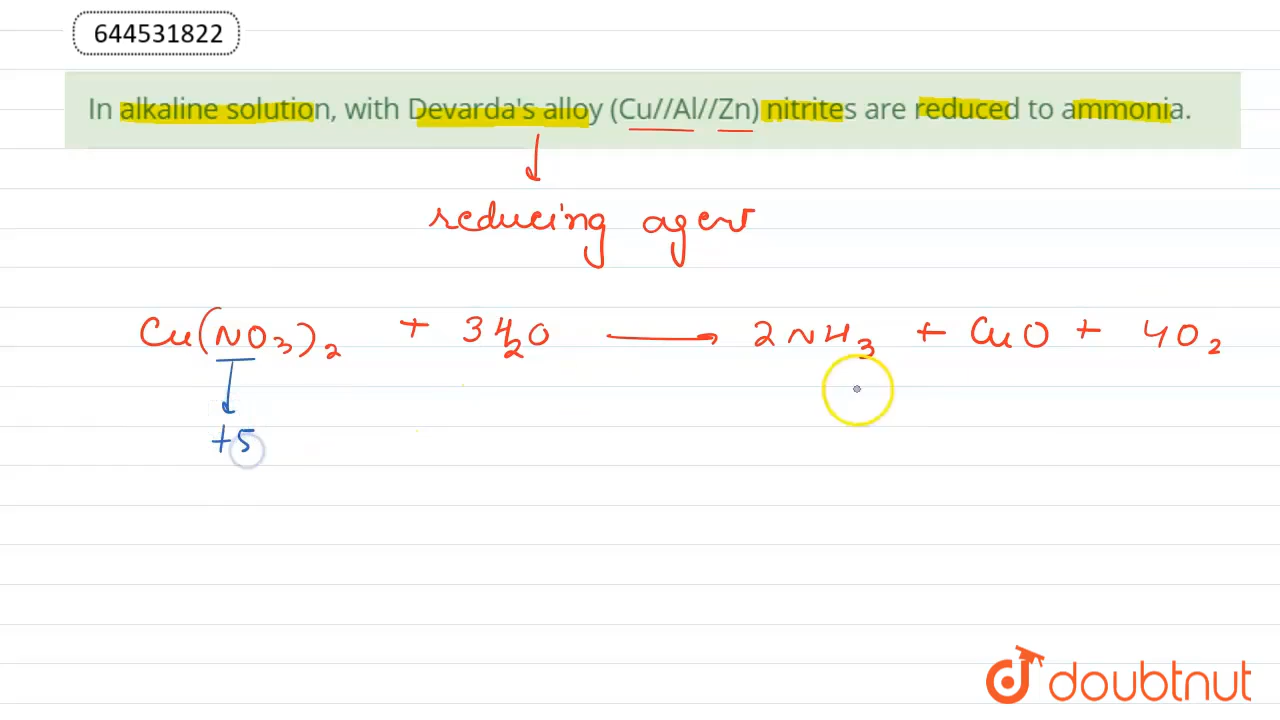 644531822
In alkaline solution, with Devarda's alloy (Cu//Al//Zn) nitrites are reduced to ammonia.
reducing agent
Cu(NO₃)₂ + 3H₂O ⟶ 2NH₃ + CuO + 4O₂
+5
doubtnut